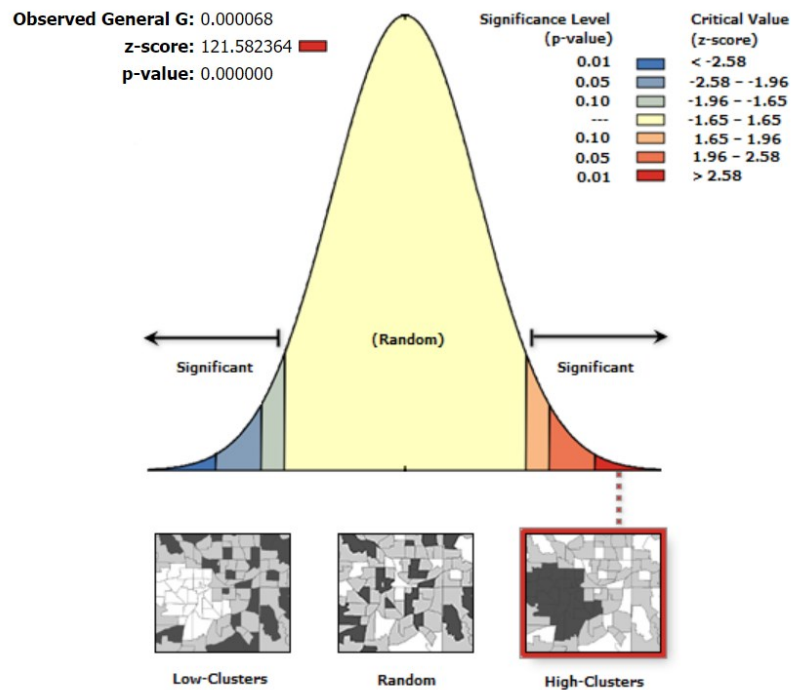 Observed General G: 0.000068
z-score: 121.582364
p-value: 0.000000
Significance Level
(p-value)
Critical Value
(z-score)
0.01 < -2.58
0.05 -2.58 – -1.96
0.10 -1.96 – -1.65
--- -1.65 – 1.65
0.10 1.65 – 1.96
0.05 1.96 – 2.58
0.01 > 2.58
(Random)
Significant
Significant
Low-Clusters
Random
High-Clusters